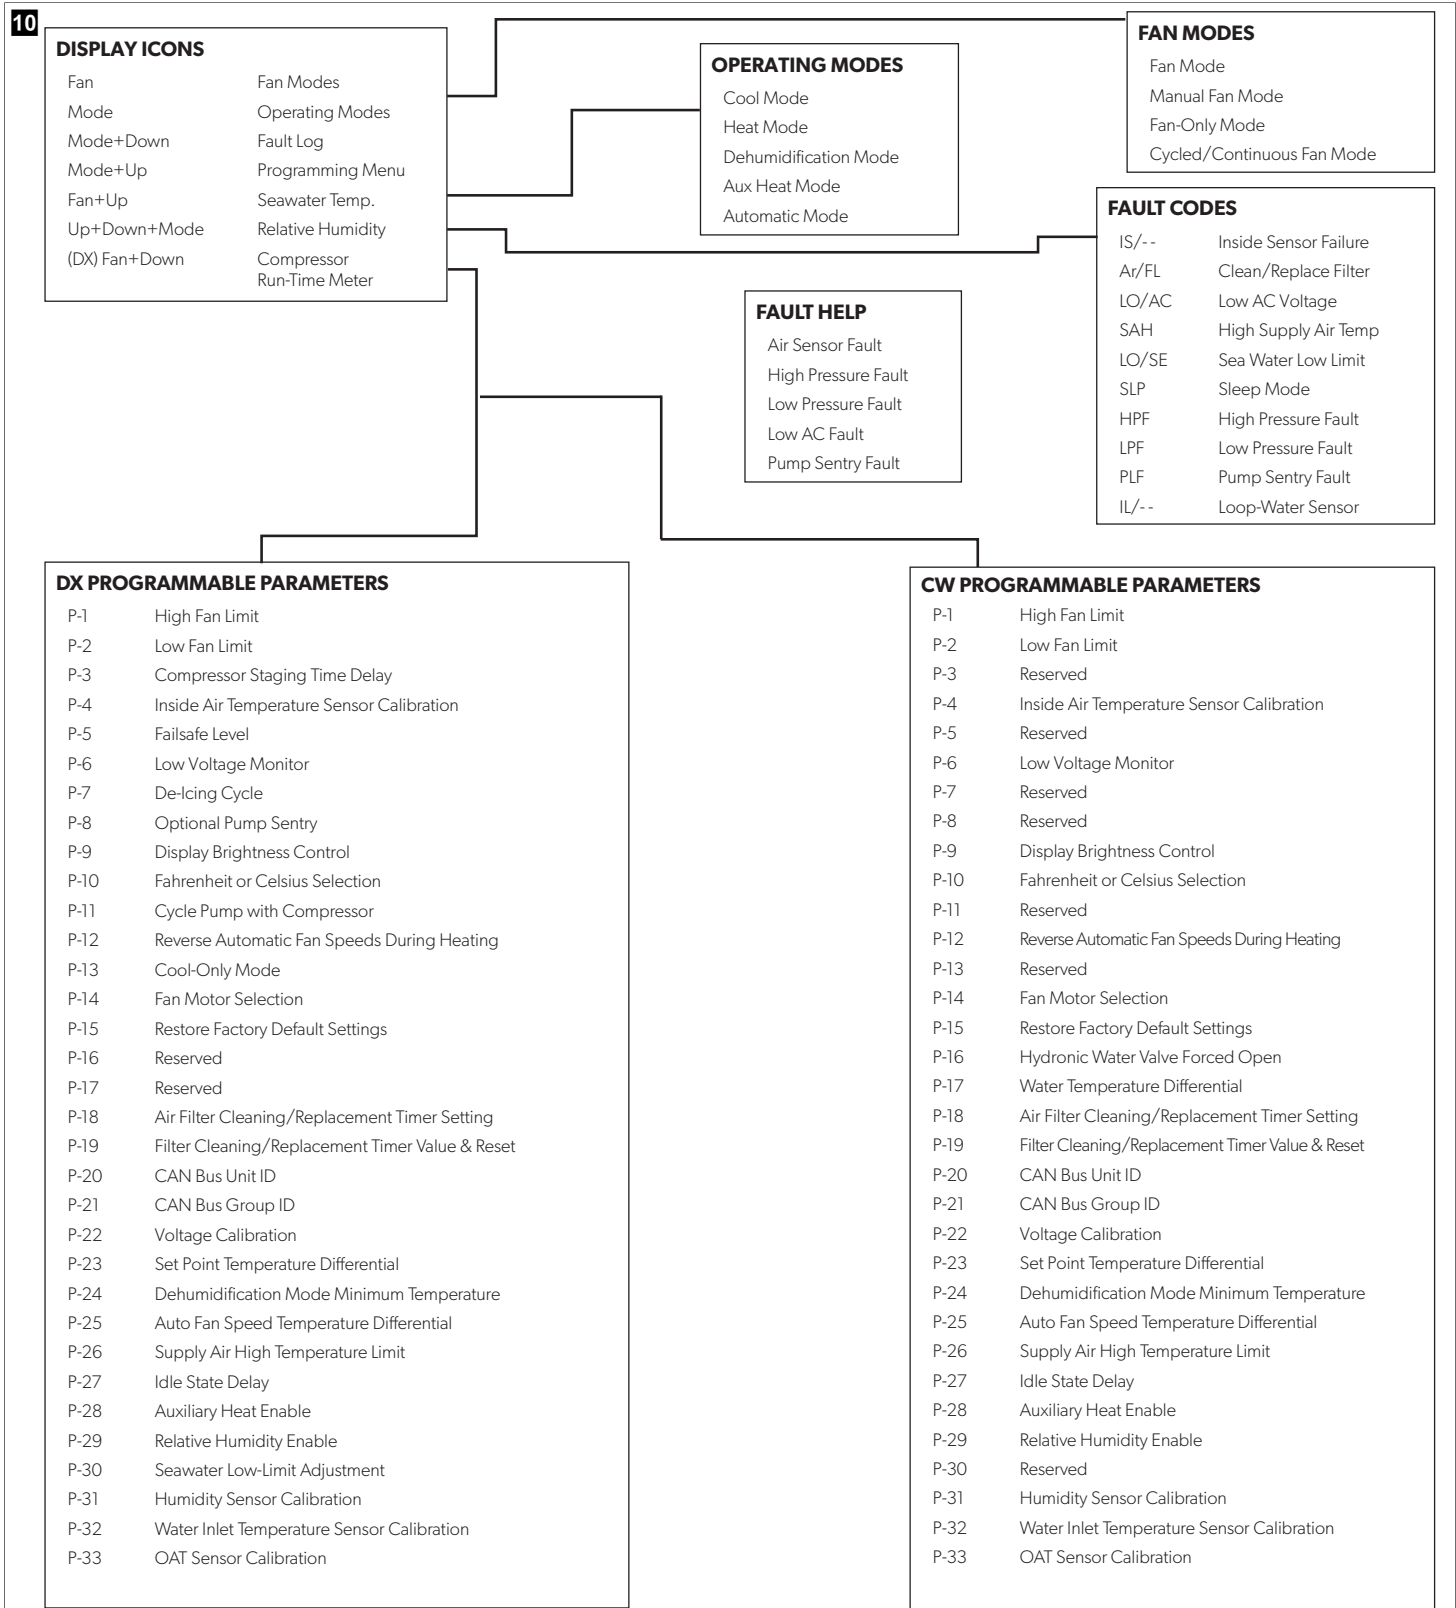 10
DISPLAY ICONS
Fan Fan Modes
Mode Operating Modes
Mode+Down Fault Log
Mode+Up Programming Menu
Fan+Up Seawater Temp.
Up+Down+Mode Relative Humidity
(DX) Fan+Down Compressor
Run-Time Meter
OPERATING MODES
Cool Mode
Heat Mode
Dehumidification Mode
Aux Heat Mode
Automatic Mode
FAN MODES
Fan Mode
Manual Fan Mode
Fan-Only Mode
Cycled/Continuous Fan Mode
FAULT CODES
IS/-- Inside Sensor Failure
Ar/FL Clean/Replace Filter
LO/AC Low AC Voltage
SAH High Supply Air Temp
LO/SE Sea Water Low Limit
SLP Sleep Mode
HPF High Pressure Fault
LPF Low Pressure Fault
PLF Pump Sentry Fault
IL/-- Loop-Water Sensor
FAULT HELP
Air Sensor Fault
High Pressure Fault
Low Pressure Fault
Low AC Fault
Pump Sentry Fault
DX PROGRAMMABLE PARAMETERS
P-1 High Fan Limit
P-2 Low Fan Limit
P-3 Compressor Staging Time Delay
P-4 Inside Air Temperature Sensor Calibration
P-5 Failsafe Level
P-6 Low Voltage Monitor
P-7 De-Icing Cycle
P-8 Optional Pump Sentry
P-9 Display Brightness Control
P-10 Fahrenheit or Celsius Selection
P-11 Cycle Pump with Compressor
P-12 Reverse Automatic Fan Speeds During Heating
P-13 Cool-Only Mode
P-14 Fan Motor Selection
P-15 Restore Factory Default Settings
P-16 Reserved
P-17 Reserved
P-18 Air Filter Cleaning/Replacement Timer Setting
P-19 Filter Cleaning/Replacement Timer Value & Reset
P-20 CAN Bus Unit ID
P-21 CAN Bus Group ID
P-22 Voltage Calibration
P-23 Set Point Temperature Differential
P-24 Dehumidification Mode Minimum Temperature
P-25 Auto Fan Speed Temperature Differential
P-26 Supply Air High Temperature Limit
P-27 Idle State Delay
P-28 Auxiliary Heat Enable
P-29 Relative Humidity Enable
P-30 Seawater Low-Limit Adjustment
P-31 Humidity Sensor Calibration
P-32 Water Inlet Temperature Sensor Calibration
P-33 OAT Sensor Calibration
CW PROGRAMMABLE PARAMETERS
P-1 High Fan Limit
P-2 Low Fan Limit
P-3 Reserved
P-4 Inside Air Temperature Sensor Calibration
P-5 Reserved
P-6 Low Voltage Monitor
P-7 Reserved
P-8 Reserved
P-9 Display Brightness Control
P-10 Fahrenheit or Celsius Selection
P-11 Reserved
P-12 Reverse Automatic Fan Speeds During Heating
P-13 Reserved
P-14 Fan Motor Selection
P-15 Restore Factory Default Settings
P-16 Hydronic Water Valve Forced Open
P-17 Water Temperature Differential
P-18 Air Filter Cleaning/Replacement Timer Setting
P-19 Filter Cleaning/Replacement Timer Value & Reset
P-20 CAN Bus Unit ID
P-21 CAN Bus Group ID
P-22 Voltage Calibration
P-23 Set Point Temperature Differential
P-24 Dehumidification Mode Minimum Temperature
P-25 Auto Fan Speed Temperature Differential
P-26 Supply Air High Temperature Limit
P-27 Idle State Delay
P-28 Auxiliary Heat Enable
P-29 Relative Humidity Enable
P-30 Reserved
P-31 Humidity Sensor Calibration
P-32 Water Inlet Temperature Sensor Calibration
P-33 OAT Sensor Calibration